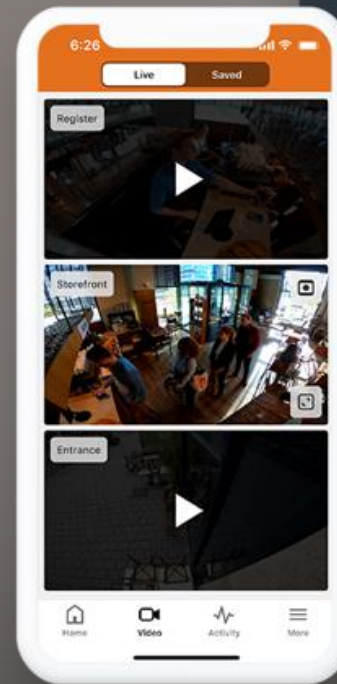 6:26
Live Saved
Register
Storefront
Entrance
Home Video Activity More